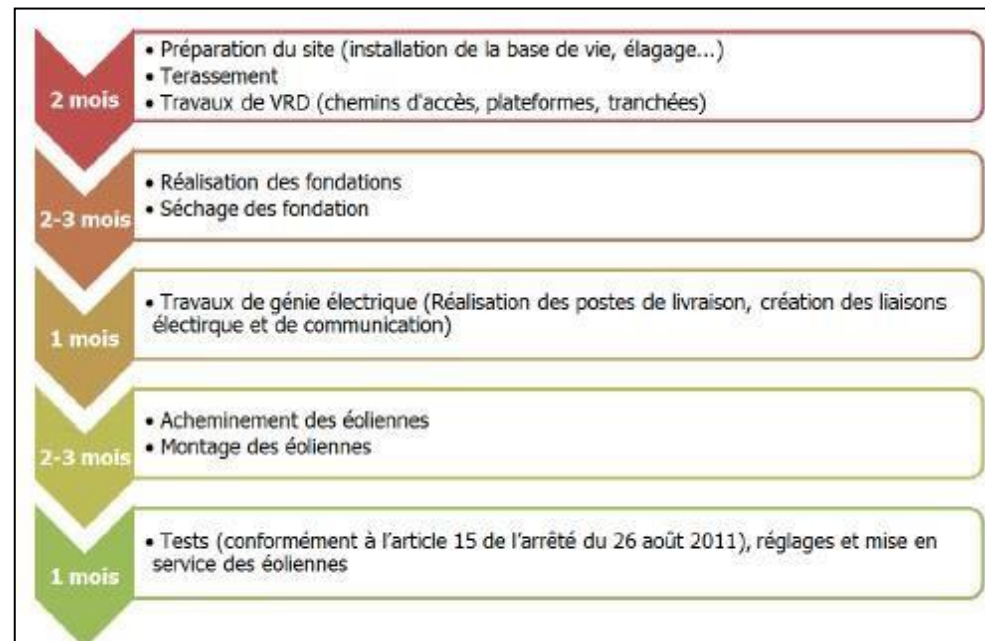 2 mois
• Préparation du site (installation de la base de vie, élagage...)
• Terassement
• Travaux de VRD (chemins d'accès, plateformes, tranchées)
2-3 mois
• Réalisation des fondations
• Séchage des fondation
1 mois
• Travaux de génie électrique (Réalisation des postes de livraison, création des liaisons
électirque et de communication)
2-3 mois
• Acheminement des éoliennes
• Montage des éoliennes
1 mois
• Tests (conformément à l'article 15 de l'arrêté du 26 août 2011), réglages et mise en
service des éoliennes